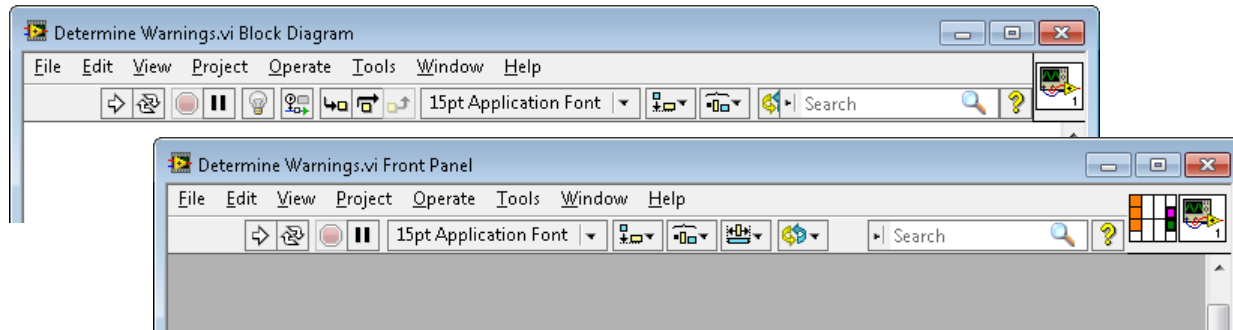 Determine Warnings.vi Block Diagram
File Edit View Project Operate Tools Window Help
15pt Application Font Search ? 1
Determine Warnings.vi Front Panel
File Edit View Project Operate Tools Window Help
15pt Application Font Search ? 1